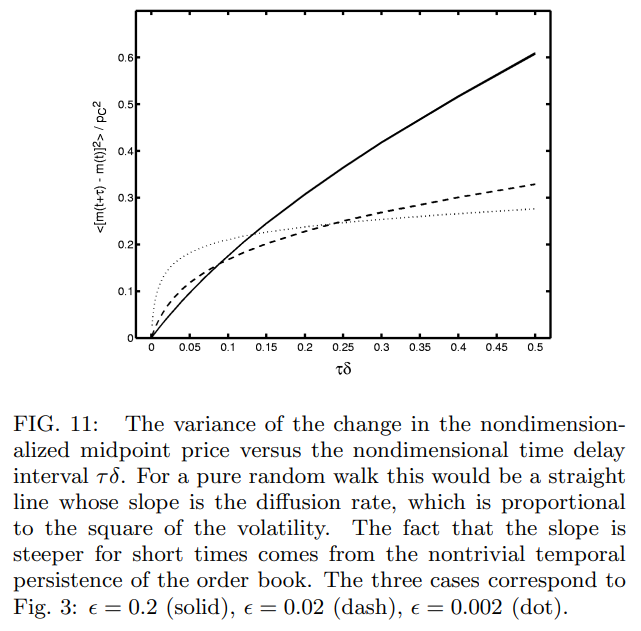 0.6
0.5
0.4
0.3
0.2
0.1
0
<[m(t+τ) - m(t)]²> / pc²
0 0.05 0.1 0.15 0.2 0.25 0.3 0.35 0.4 0.45 0.5
τδ
FIG. 11: The variance of the change in the nondimension-
alized midpoint price versus the nondimensional time delay
interval τδ. For a pure random walk this would be a straight
line whose slope is the diffusion rate, which is proportional
to the square of the volatility. The fact that the slope is
steeper for short times comes from the nontrivial temporal
persistence of the order book. The three cases correspond to
Fig. 3: ϵ = 0.2 (solid), ϵ = 0.02 (dash), ϵ = 0.002 (dot).